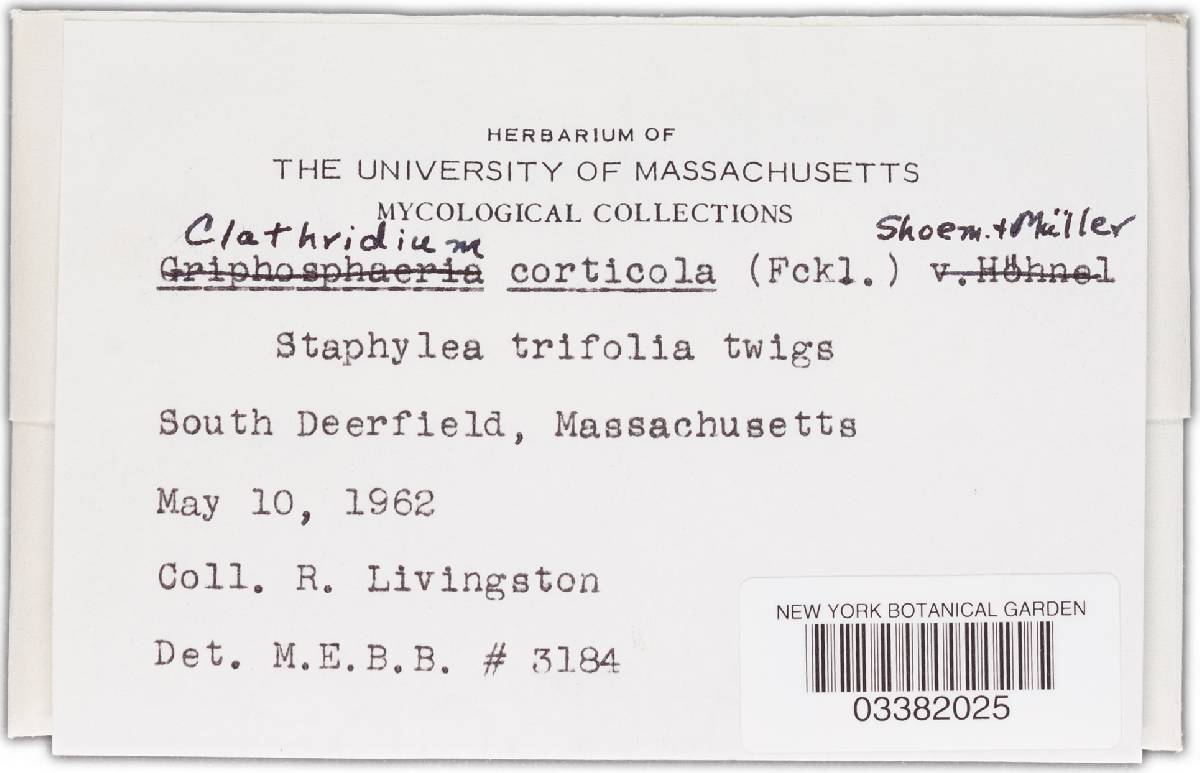 HERBARIUM OF
THE UNIVERSITY OF MASSACHUSETTS
MYCOLOGICAL COLLECTIONS
Clathridium Shoem. + Müller
Griphosphaeria corticola (Fckl.) v. Höhnel
Staphylea trifolia twigs
South Deerfield, Massachusetts
May 10, 1962
Coll. R. Livingston
Det. M.E.B.B. # 3184
NEW YORK BOTANICAL GARDEN
03382025